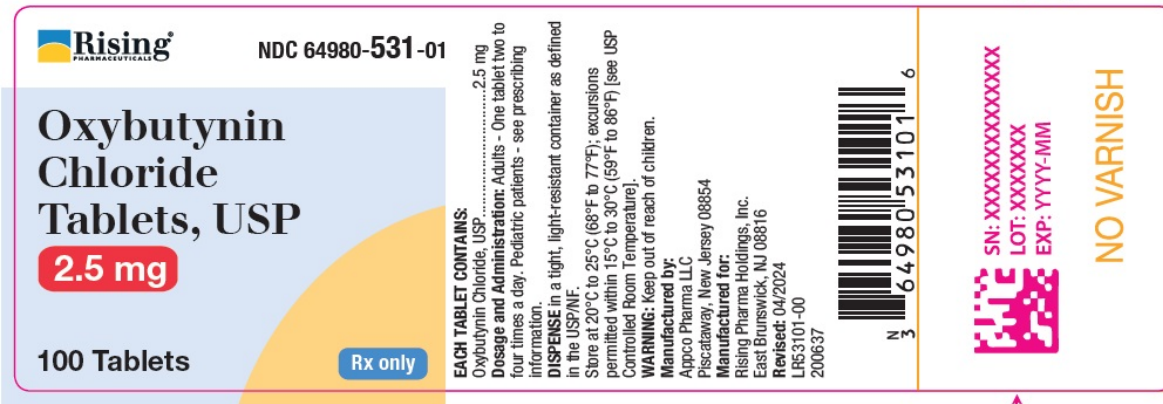 Rising®
PHARMACEUTICALS
NDC 64980-531-01
Oxybutynin
Chloride
Tablets, USP
2.5 mg
100 Tablets
Rx only
EACH TABLET CONTAINS:
Oxybutynin Chloride, USP..............................2.5 mg
Dosage and Administration: Adults - One tablet two to
four times a day. Pediatric patients - see prescribing
information.
DISPENSE in a tight, light-resistant container as defined
in the USP/NF.
Store at 20°C to 25°C (68°F to 77°F); excursions
permitted within 15°C to 30°C (59°F to 86°F) [see USP
Controlled Room Temperature].
WARNING: Keep out of reach of children.
Manufactured by:
Appco Pharma LLC
Piscataway, New Jersey 08854
Manufactured for:
Rising Pharma Holdings, Inc.
East Brunswick, NJ 08816
Revised: 04/2024
LR53101-00
200637
N
3 64980 53101 6
SN: XXXXXXXXXXXXXX
LOT: XXXXXXX
EXP: YYYY-MM
NO VARNISH